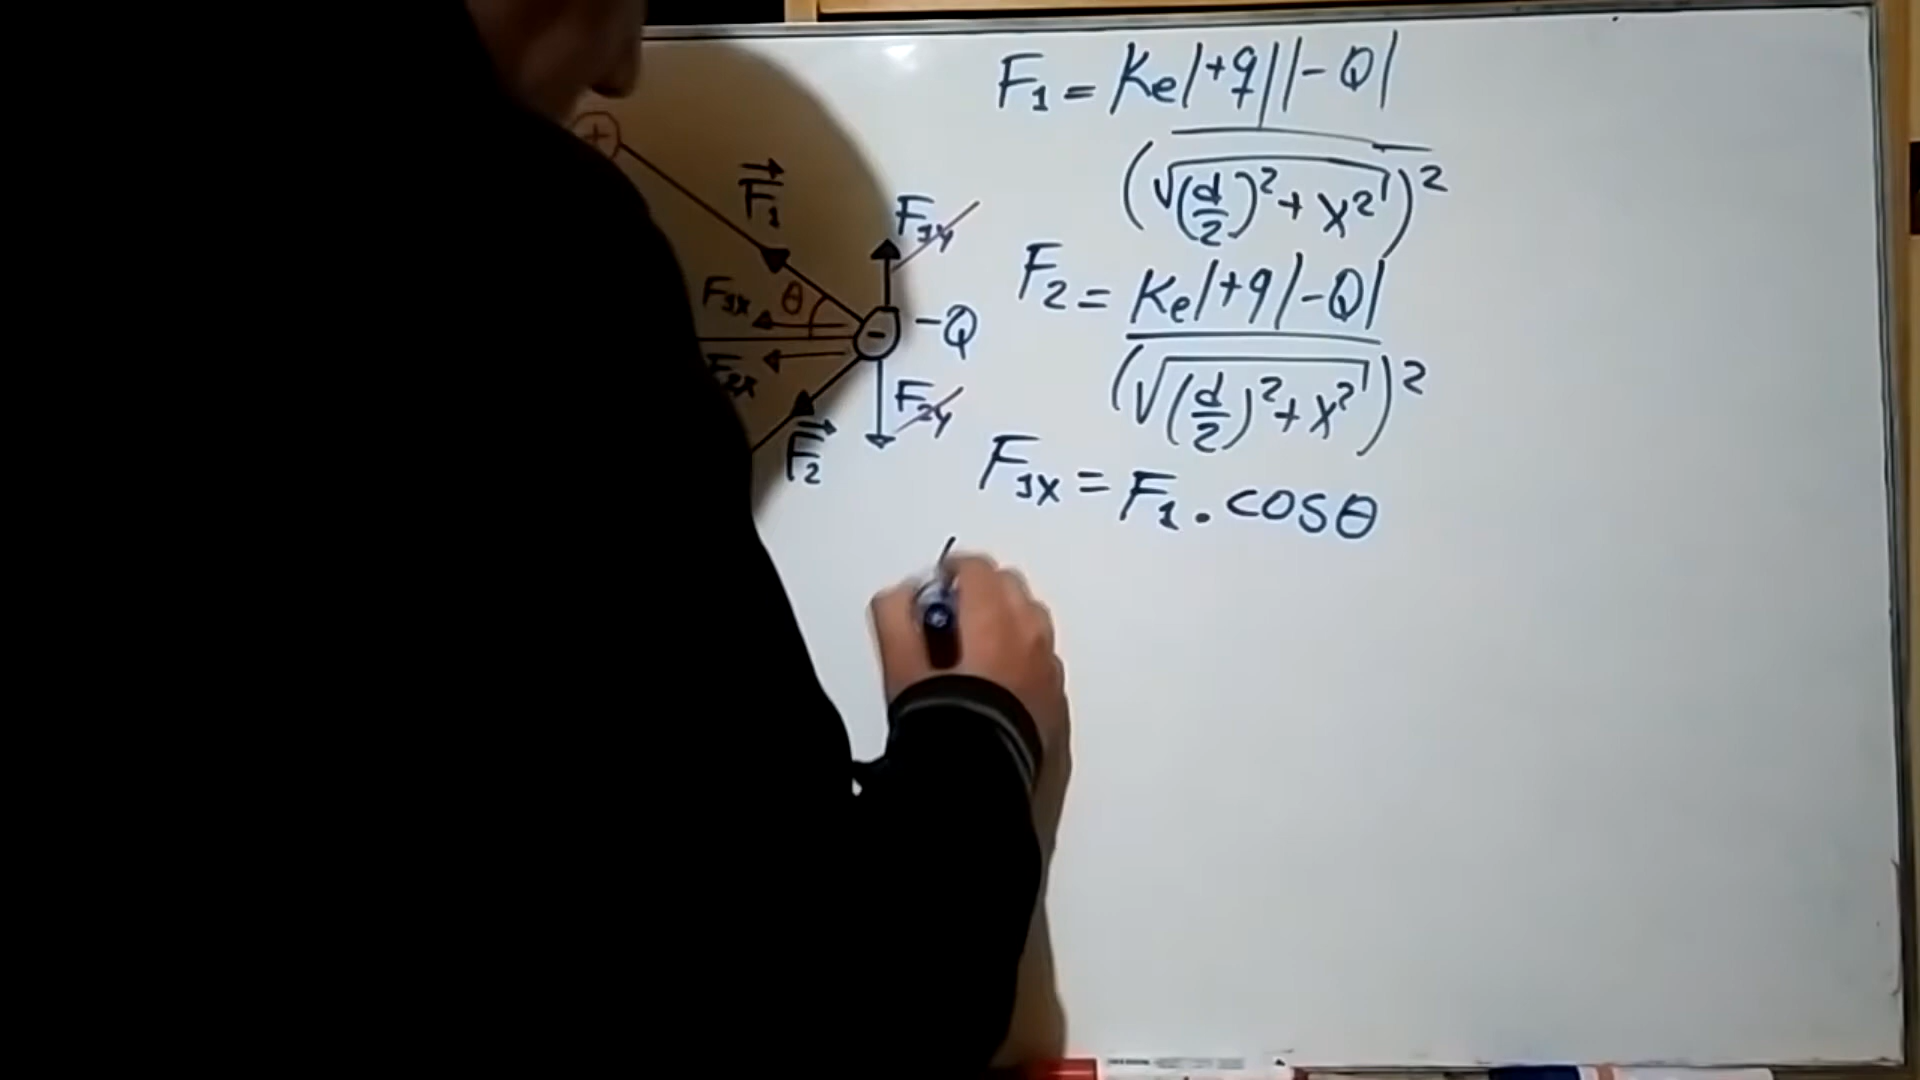 +
F₁
F₁y
F₁x θ
- -Q
F₂x
F₂y
F₂
F₁ = Ke|+q||-Q|
(√(d/2)² + x²)²
F₂ = Ke|+q|-Q|
(√(d/2)² + x²)²
F₁x = F₁ . cosθ